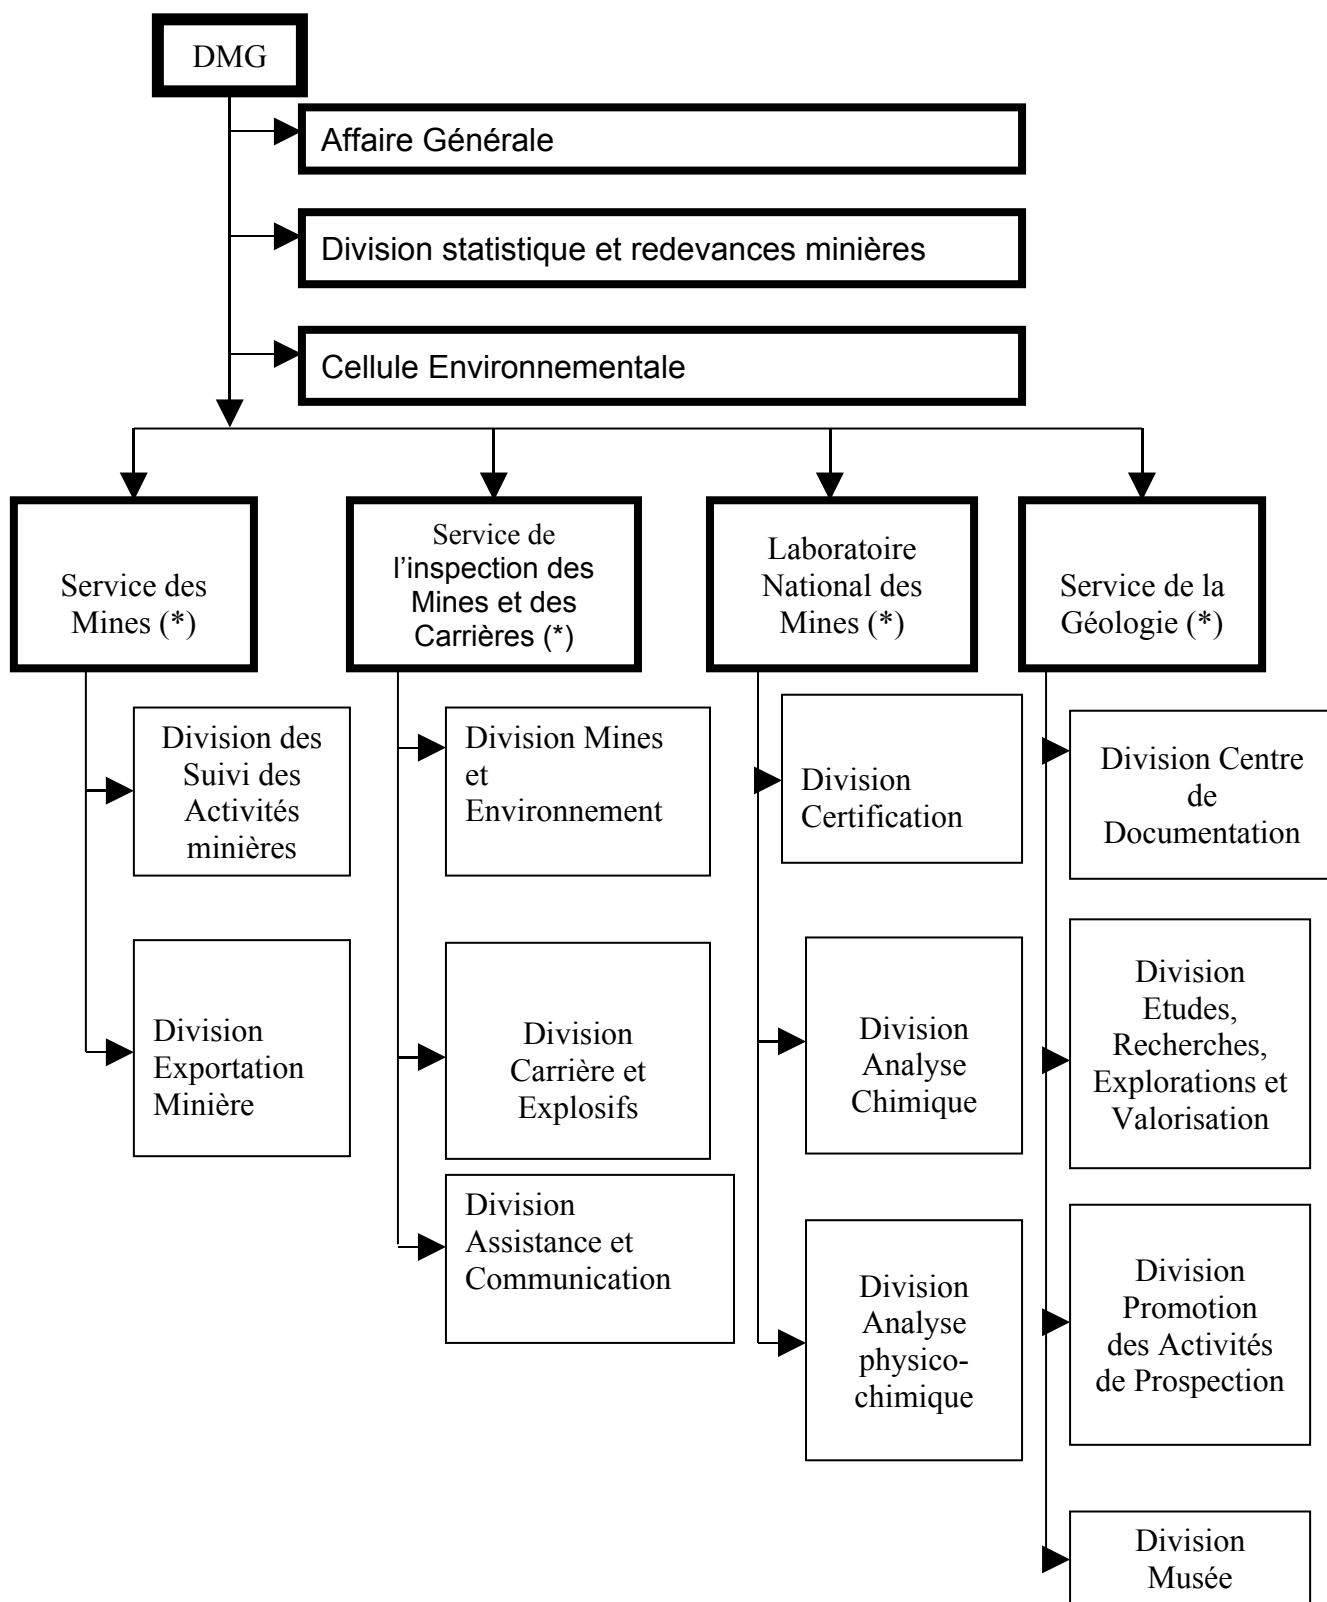 DMG
Affaire Générale
Division statistique et redevances minières
Cellule Environnementale
Service des
Mines (*)
Service de
l'inspection des
Mines et des
Carrières (*)
Laboratoire
National des
Mines (*)
Service de la
Géologie (*)
Division des
Suivi des
Activités
minières
Division
Exportation
Minière
Division Mines
et
Environnement
Division
Carrière et
Explosifs
Division
Assistance et
Communication
Division
Certification
Division
Analyse
Chimique
Division
Analyse
physico-
chimique
Division Centre
de
Documentation
Division
Etudes,
Recherches,
Explorations et
Valorisation
Division
Promotion
des Activités
de Prospection
Division
Musée